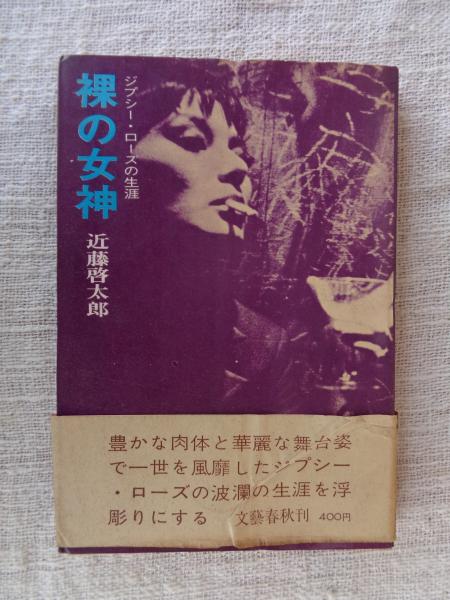 ジプシー・ローズの生涯
裸の女神
近藤啓太郎
豊かな肉体と華麗な舞台姿
で一世を風靡したジプシー
・ローズの波瀾の生涯を浮
彫りにする 文藝春秋刊 400円